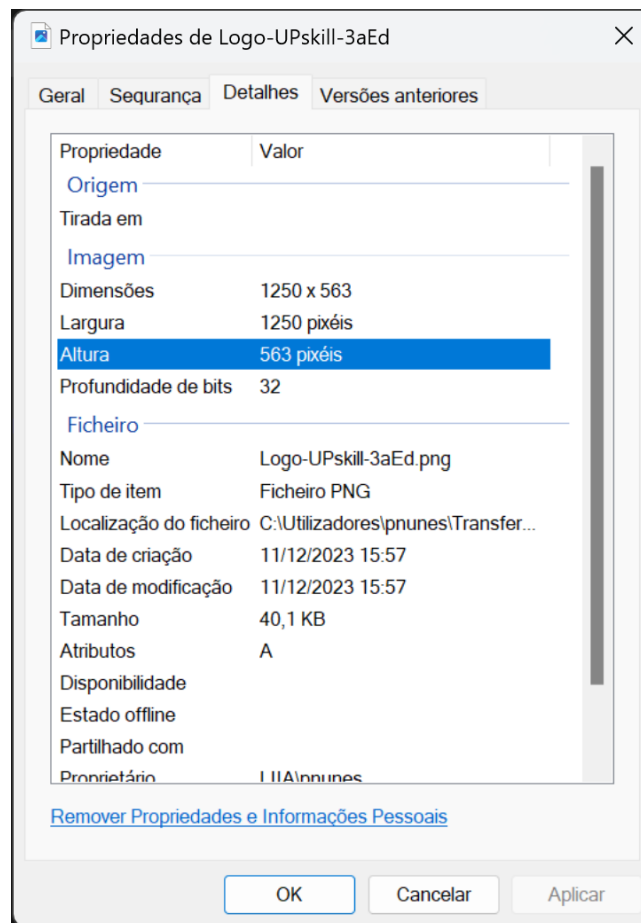 Propriedades de Logo-UPskill-3aEd
Geral Segurança Detalhes Versões anteriores
Propriedade Valor
Origem
Tirada em
Imagem
Dimensões 1250 x 563
Largura 1250 pixéis
Altura 563 pixéis
Profundidade de bits 32
Ficheiro
Nome Logo-UPskill-3aEd.png
Tipo de item Ficheiro PNG
Localização do ficheiro C:\Utilizadores\pnunes\Transfer...
Data de criação 11/12/2023 15:57
Data de modificação 11/12/2023 15:57
Tamanho 40,1 KB
Atributos A
Disponibilidade
Estado offline
Partilhado com
Proprietário
Remover Propriedades e Informações Pessoais
OK Cancelar Aplicar